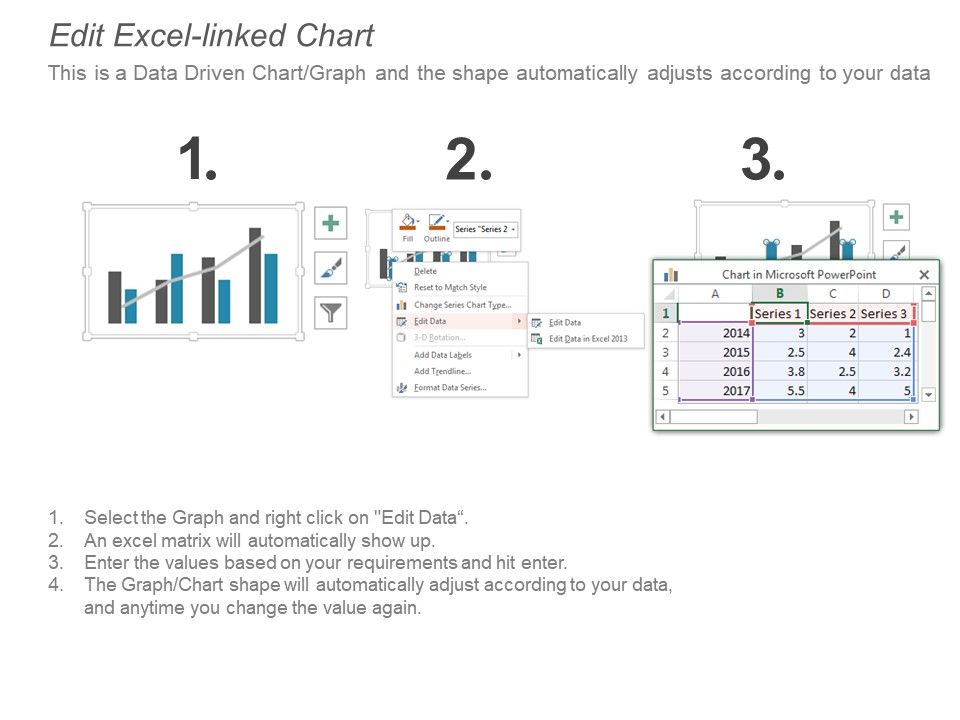 Edit Excel-linked Chart
This is a Data Driven Chart/Graph and the shape automatically adjusts according to your data
1.
2.
3.
Fill Outline Series "Series 2
Delete
Reset to Match Style
Change Series Chart Type...
Edit Data
3-D Rotation...
Add Data Labels
Add Trendline...
Format Data Series...
Edit Data
Edit Data in Excel 2013
Chart in Microsoft PowerPoint
A B C D
1 Series 1 Series 2 Series 3
2 2014 3 2 1
3 2015 2.5 4 2.4
4 2016 3.8 2.5 3.2
5 2017 5.5 4 5
1. Select the Graph and right click on "Edit Data“.
2. An excel matrix will automatically show up.
3. Enter the values based on your requirements and hit enter.
4. The Graph/Chart shape will automatically adjust according to your data,
and anytime you change the value again.